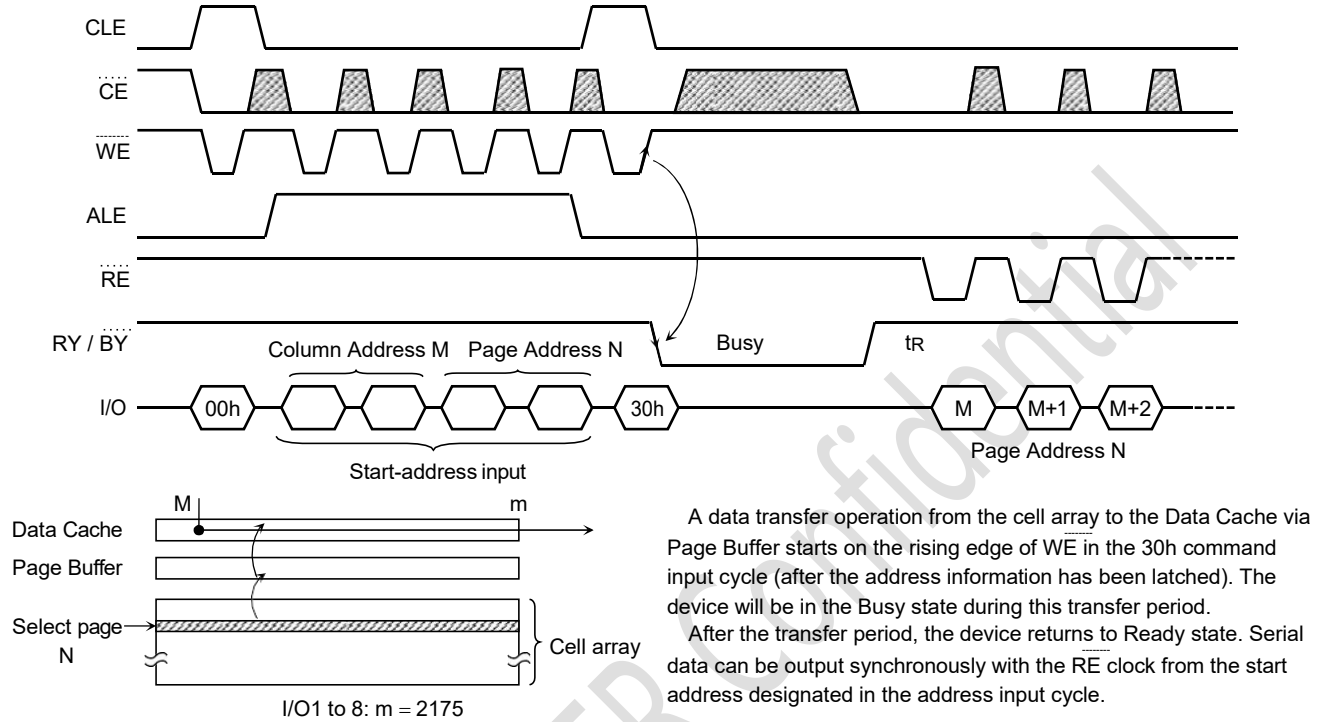 CLE
CE
WE
ALE
RE
RY / BY
Column Address M Page Address N
Busy
tR
I/O
00h
30h
M
M+1
M+2
Start-address input
Page Address N
M
m
Data Cache
Page Buffer
Select page
N
Cell array
I/O1 to 8: m = 2175
A data transfer operation from the cell array to the Data Cache via
Page Buffer starts on the rising edge of WE in the 30h command
input cycle (after the address information has been latched). The
device will be in the Busy state during this transfer period.
After the transfer period, the device returns to Ready state. Serial
data can be output synchronously with the RE clock from the start
address designated in the address input cycle.
Confidential